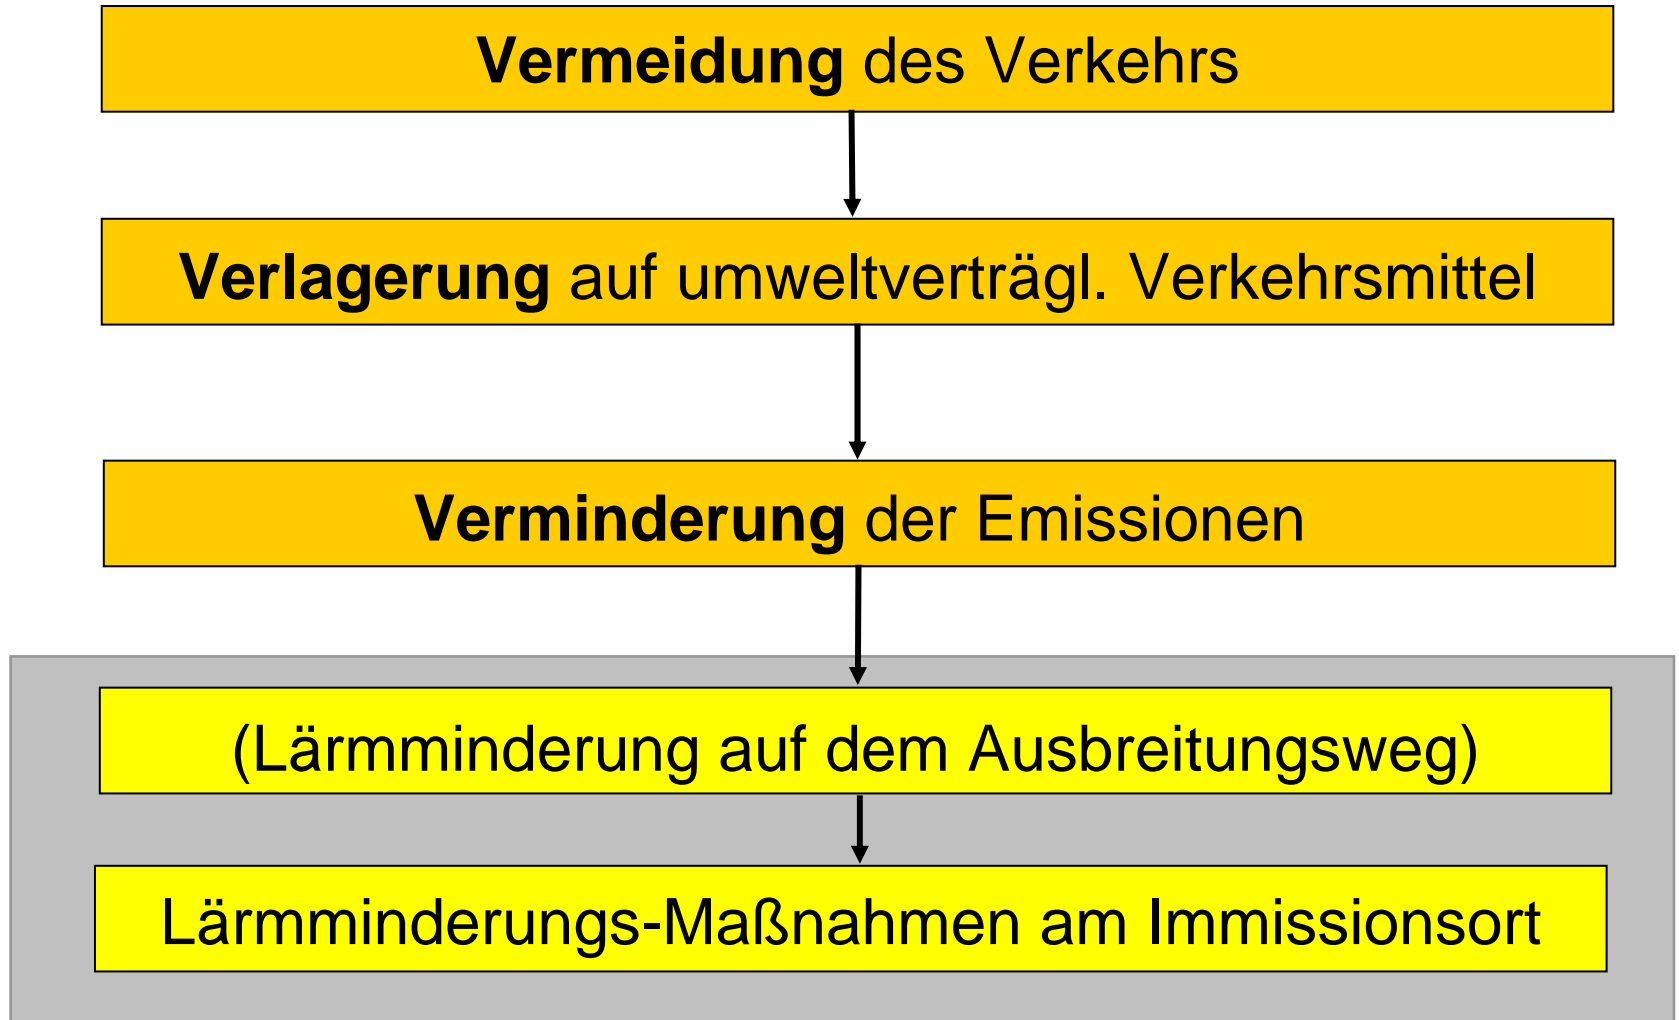 Vermeidung des Verkehrs
Verlagerung auf umweltverträgl. Verkehrsmittel
Verminderung der Emissionen
(Lärmminderung auf dem Ausbreitungsweg)
Lärmminderungs-Maßnahmen am Immissionsort